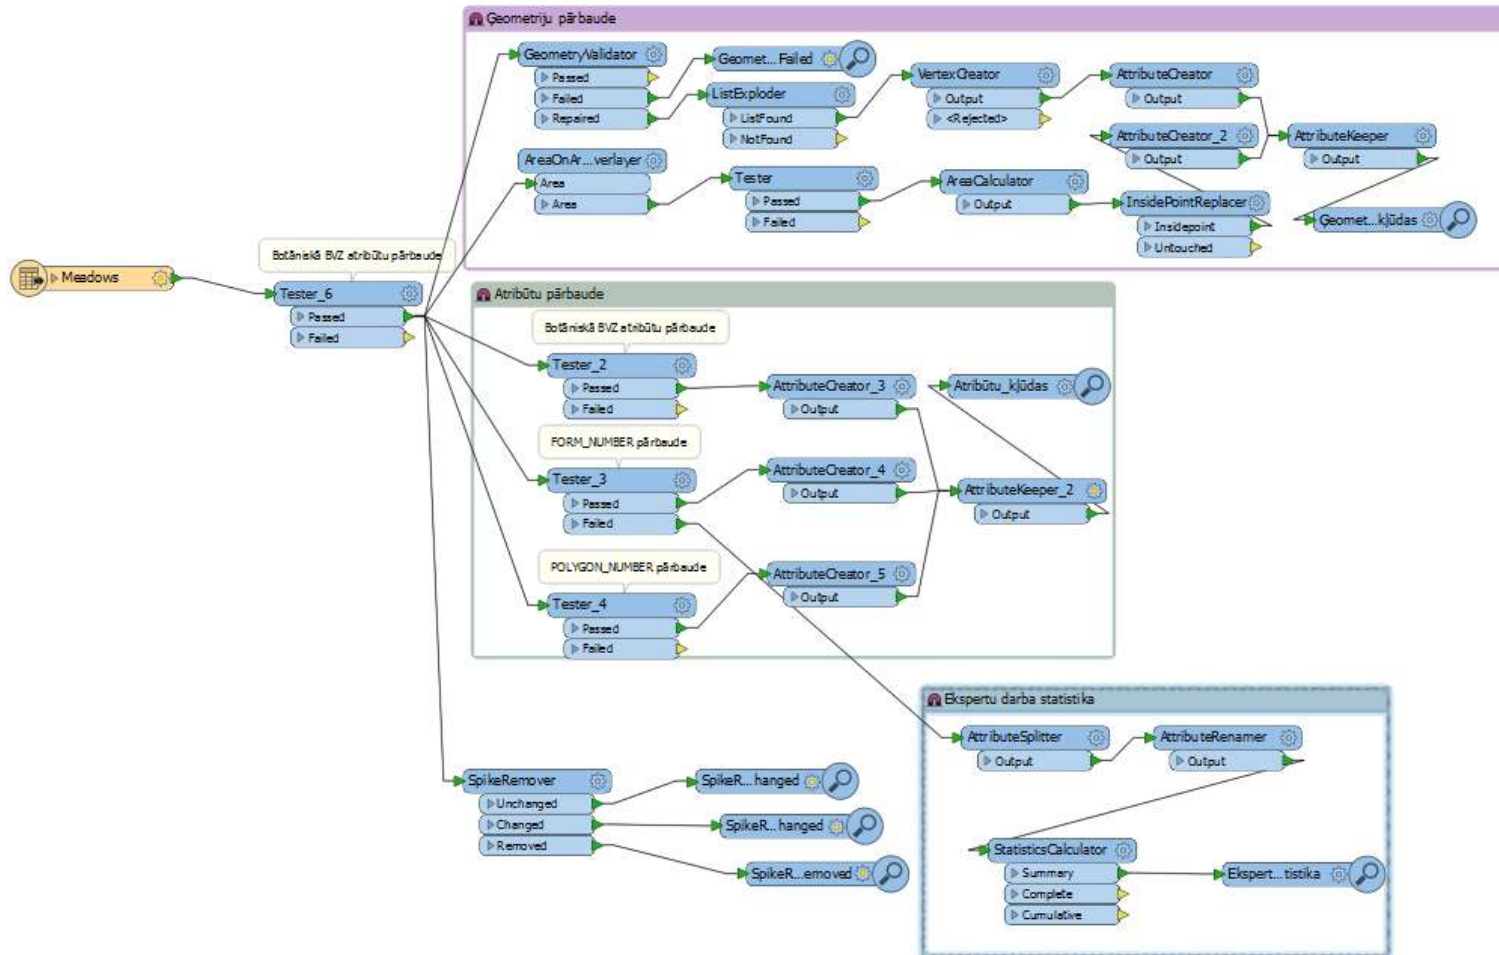 Ģeometriju pārbaude
GeometryValidator
Passed
Failed
Repaired
Geomet...Failed
ListExploder
ListFound
NotFound
VertexCreator
Output
<Rejected>
AttributeCreator
Output
AttributeCreator_2
Output
AttributeKeeper
Output
AreaOnAr...verlayer
Area
Area
Tester
Passed
Failed
AreaCalculator
Output
InsidePointReplacer
Insidepoint
Untouched
Ģeomet...kļūdas
Meadows
Botāniskā BVZ atribūtu pārbaude
Tester_6
Passed
Failed
Atribūtu pārbaude
Botāniskā BVZ atribūtu pārbaude
Tester_2
Passed
Failed
AttributeCreator_3
Output
Atribūtu_kļūdas
FORM_NUMBER pārbaude
Tester_3
Passed
Failed
AttributeCreator_4
Output
AttributeKeeper_2
Output
POLYGON_NUMBER pārbaude
Tester_4
Passed
Failed
AttributeCreator_5
Output
SpikeRemover
Unchanged
Changed
Removed
SpikeR...hanged
SpikeR...hanged
SpikeR...emoved
Ekspertu darba statistika
AttributeSplitter
Output
AttributeRenamer
Output
StatisticsCalculator
Summary
Complete
Cumulative
Ekspert...tistika